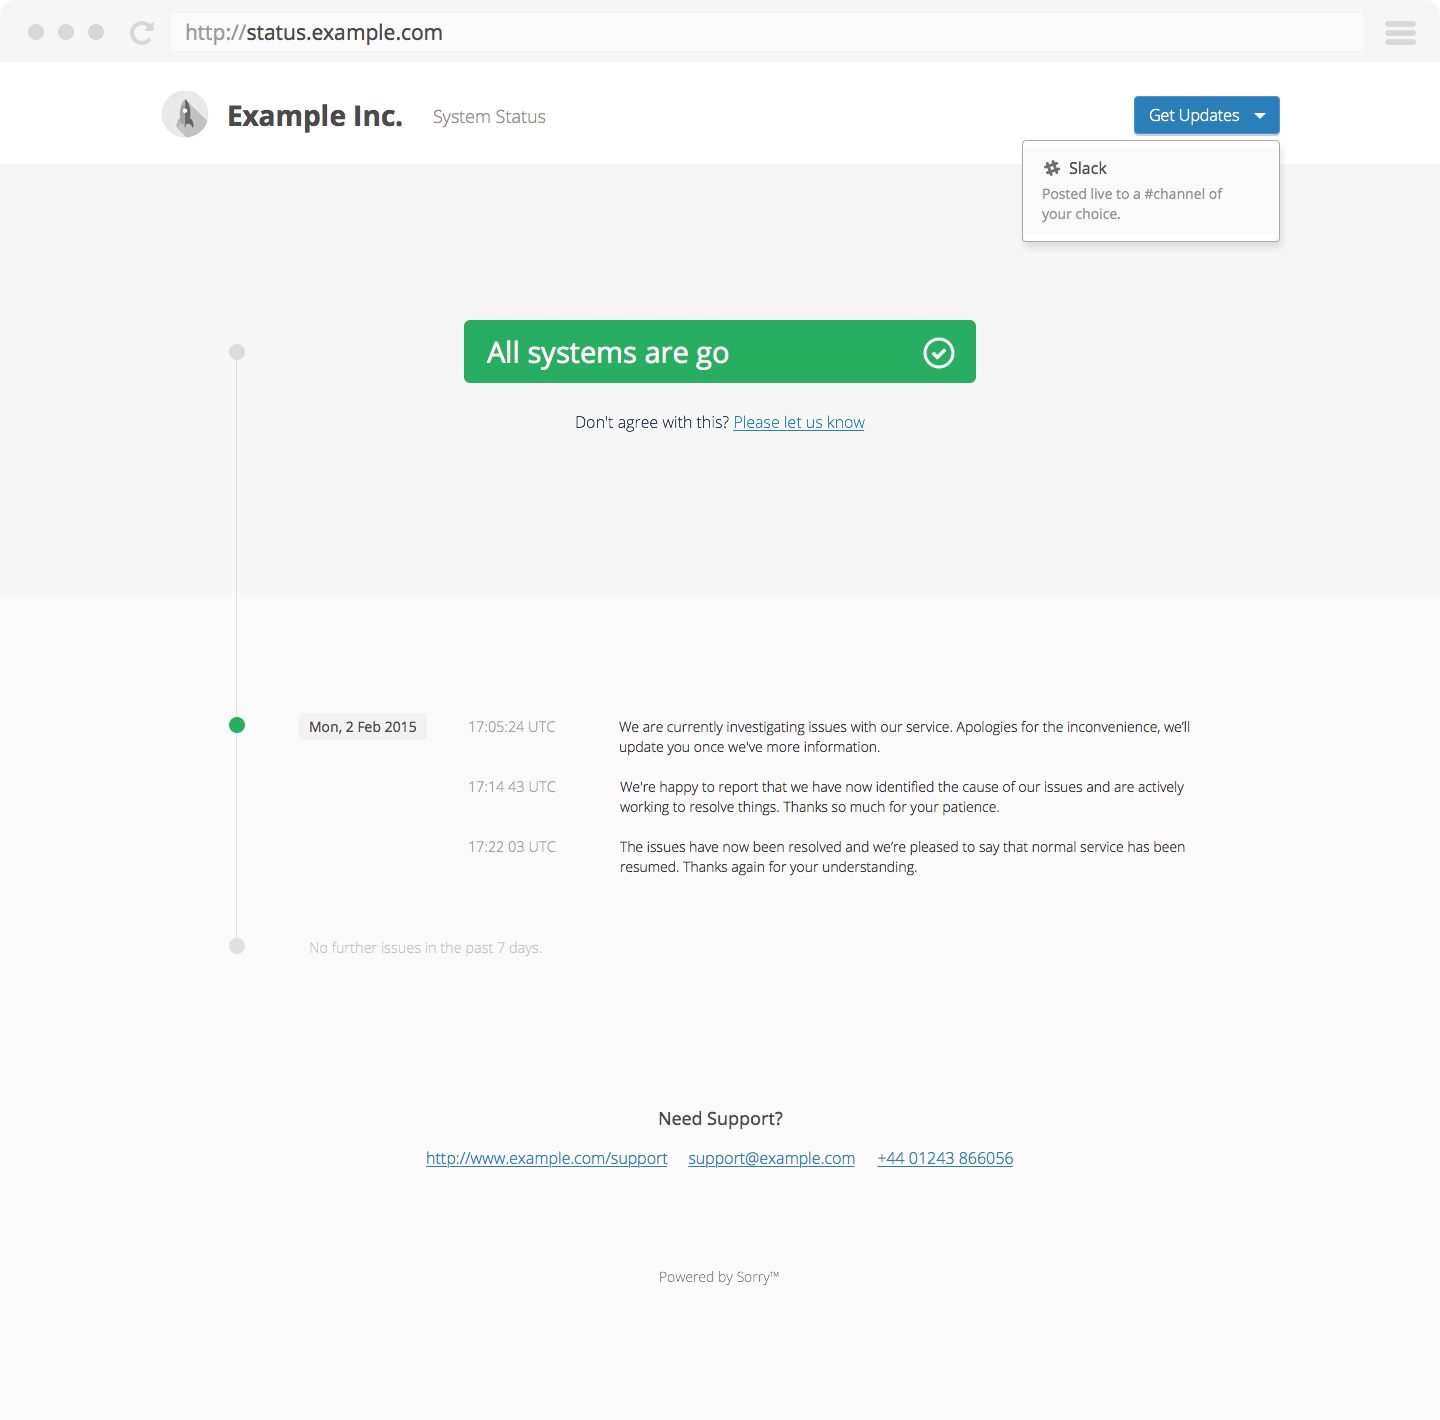 http://status.example.com
Example Inc. System Status
Get Updates
Slack
Posted live to a #channel of
your choice.
All systems are go
Don't agree with this? Please let us know
Mon, 2 Feb 2015 17:05:24 UTC We are currently investigating issues with our service. Apologies for the inconvenience, we'll
update you once we've more information.
17:14 43 UTC We're happy to report that we have now identified the cause of our issues and are actively
working to resolve things. Thanks so much for your patience.
17:22 03 UTC The issues have now been resolved and we're pleased to say that normal service has been
resumed. Thanks again for your understanding.
No further issues in the past 7 days.
Need Support?
http://www.example.com/support support@example.com +44 01243 866056
Powered by Sorry™